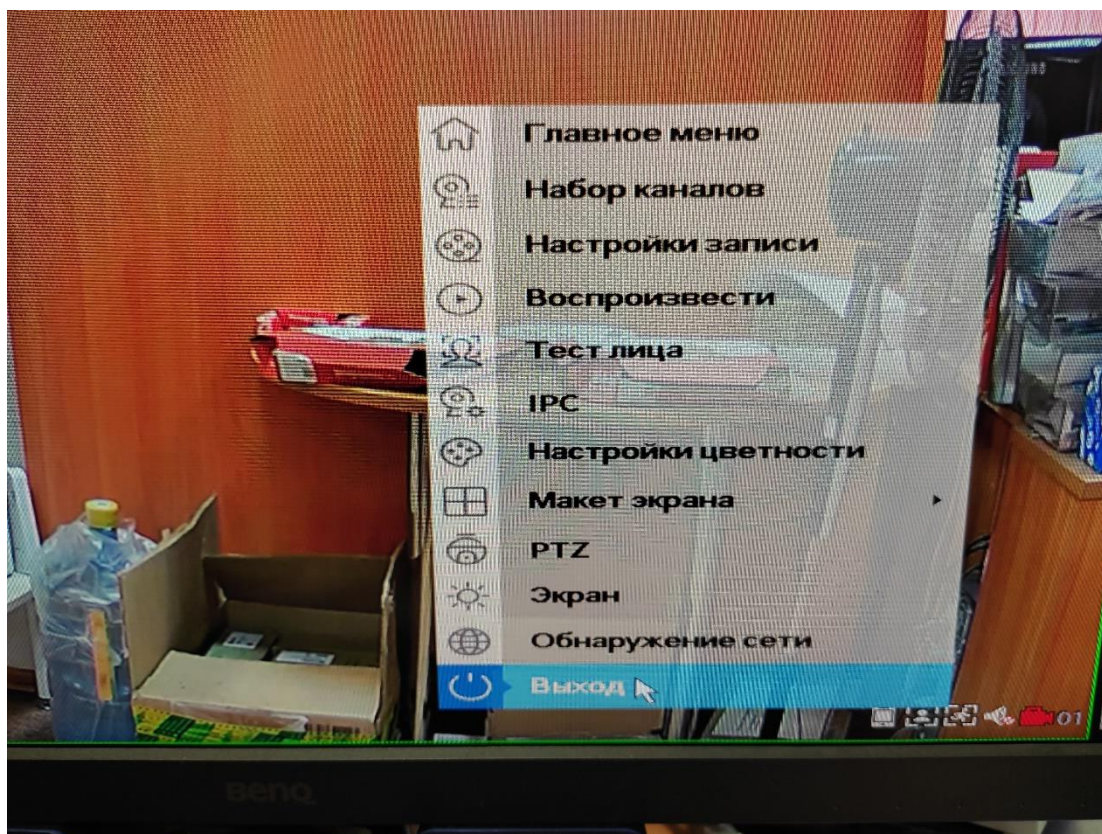 Главное меню
Набор каналов
Настройки записи
Воспроизвести
Тест лица
IPC
Настройки цветности
Макет экрана
PTZ
Экран
Обнаружение сети
Выход
01
BenQ